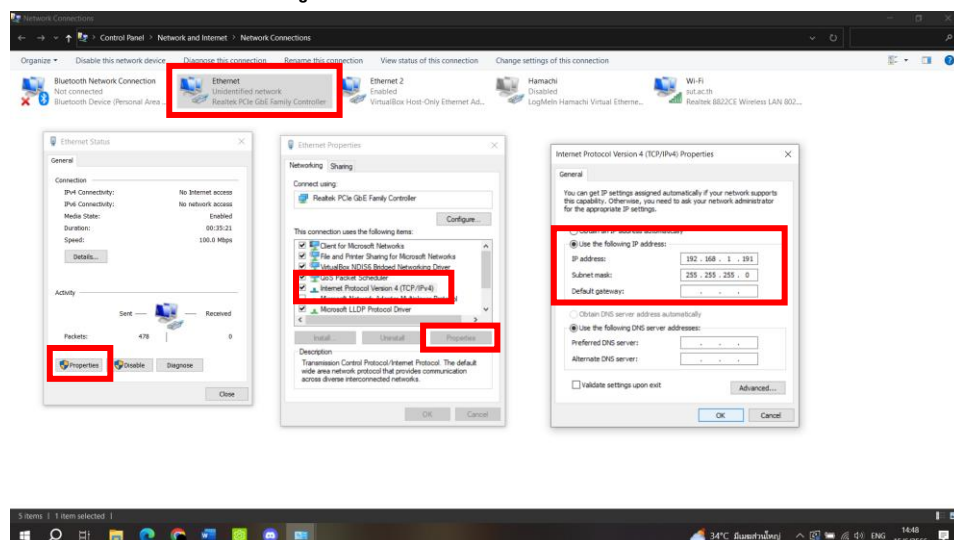 Network Connections
Control Panel > Network and Internet > Network Connections
Organize Disable this network device Diagnose this connection Rename this connection View status of this connection Change settings of this connection
Bluetooth Network Connection
Not connected
Bluetooth Device (Personal Area ...
Ethernet
Unidentified network
Realtek PCIe GbE Family Controller
Ethernet 2
Enabled
VirtualBox Host-Only Ethernet Ad...
Hamachi
Disabled
LogMeIn Hamachi Virtual Etherne...
Wi-Fi
sut.ac.th
Realtek 8822CE Wireless LAN 802....
Ethernet Status
General
Connection
IPv4 Connectivity: No Internet access
IPv6 Connectivity: No network access
Media State: Enabled
Duration: 00:35:21
Speed: 100.0 Mbps
Details...
Activity
Sent Received
Packets: 478 0
Properties Disable Diagnose
Close
Ethernet Properties
Networking Sharing
Connect using:
Realtek PCIe GbE Family Controller
Configure...
This connection uses the following items:
Client for Microsoft Networks
File and Printer Sharing for Microsoft Networks
VirtualBox NDIS6 Bridged Networking Driver
QoS Packet Scheduler
Internet Protocol Version 4 (TCP/IPv4)
Microsoft LLDP Protocol Driver
Install... Uninstall Properties
Description
Transmission Control Protocol/Internet Protocol. The default
wide area network protocol that provides communication
across diverse interconnected networks.
OK Cancel
Internet Protocol Version 4 (TCP/IPv4) Properties
General
You can get IP settings assigned automatically if your network supports
this capability. Otherwise, you need to ask your network administrator
for the appropriate IP settings.
Obtain an IP address automatically
Use the following IP address:
IP address: 192 . 168 . 1 . 191
Subnet mask: 255 . 255 . 255 . 0
Default gateway: . . .
Obtain DNS server address automatically
Use the following DNS server addresses:
Preferred DNS server: . . .
Alternate DNS server: . . .
Validate settings upon exit
Advanced...
OK Cancel
5 items 1 item selected
34°C มีเมฆส่วนใหญ่ ENG 14:48